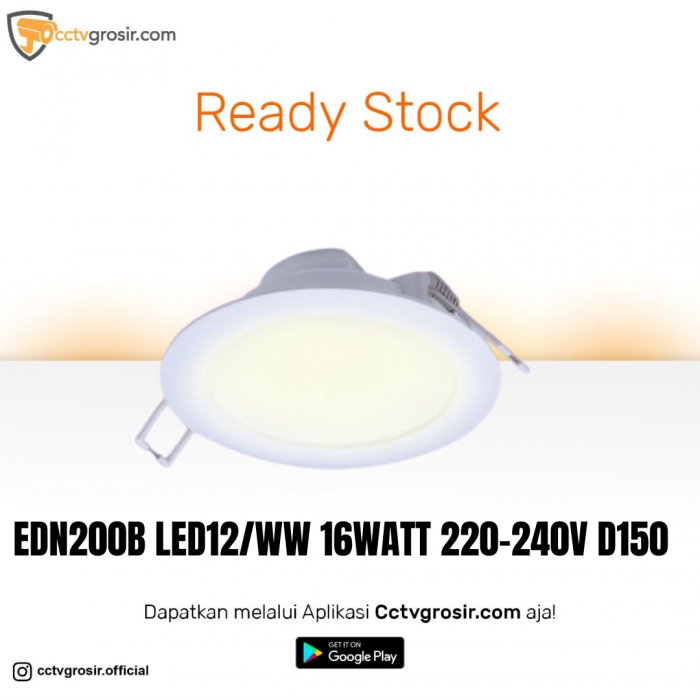 cctvgrosir.com
Ready Stock
EDN200B LED12/WW 16WATT 220-240V D150
Dapatkan melalui Aplikasi Cctvgrosir.com aja!
GET IT ON
Google Play
cctvgrosir.official